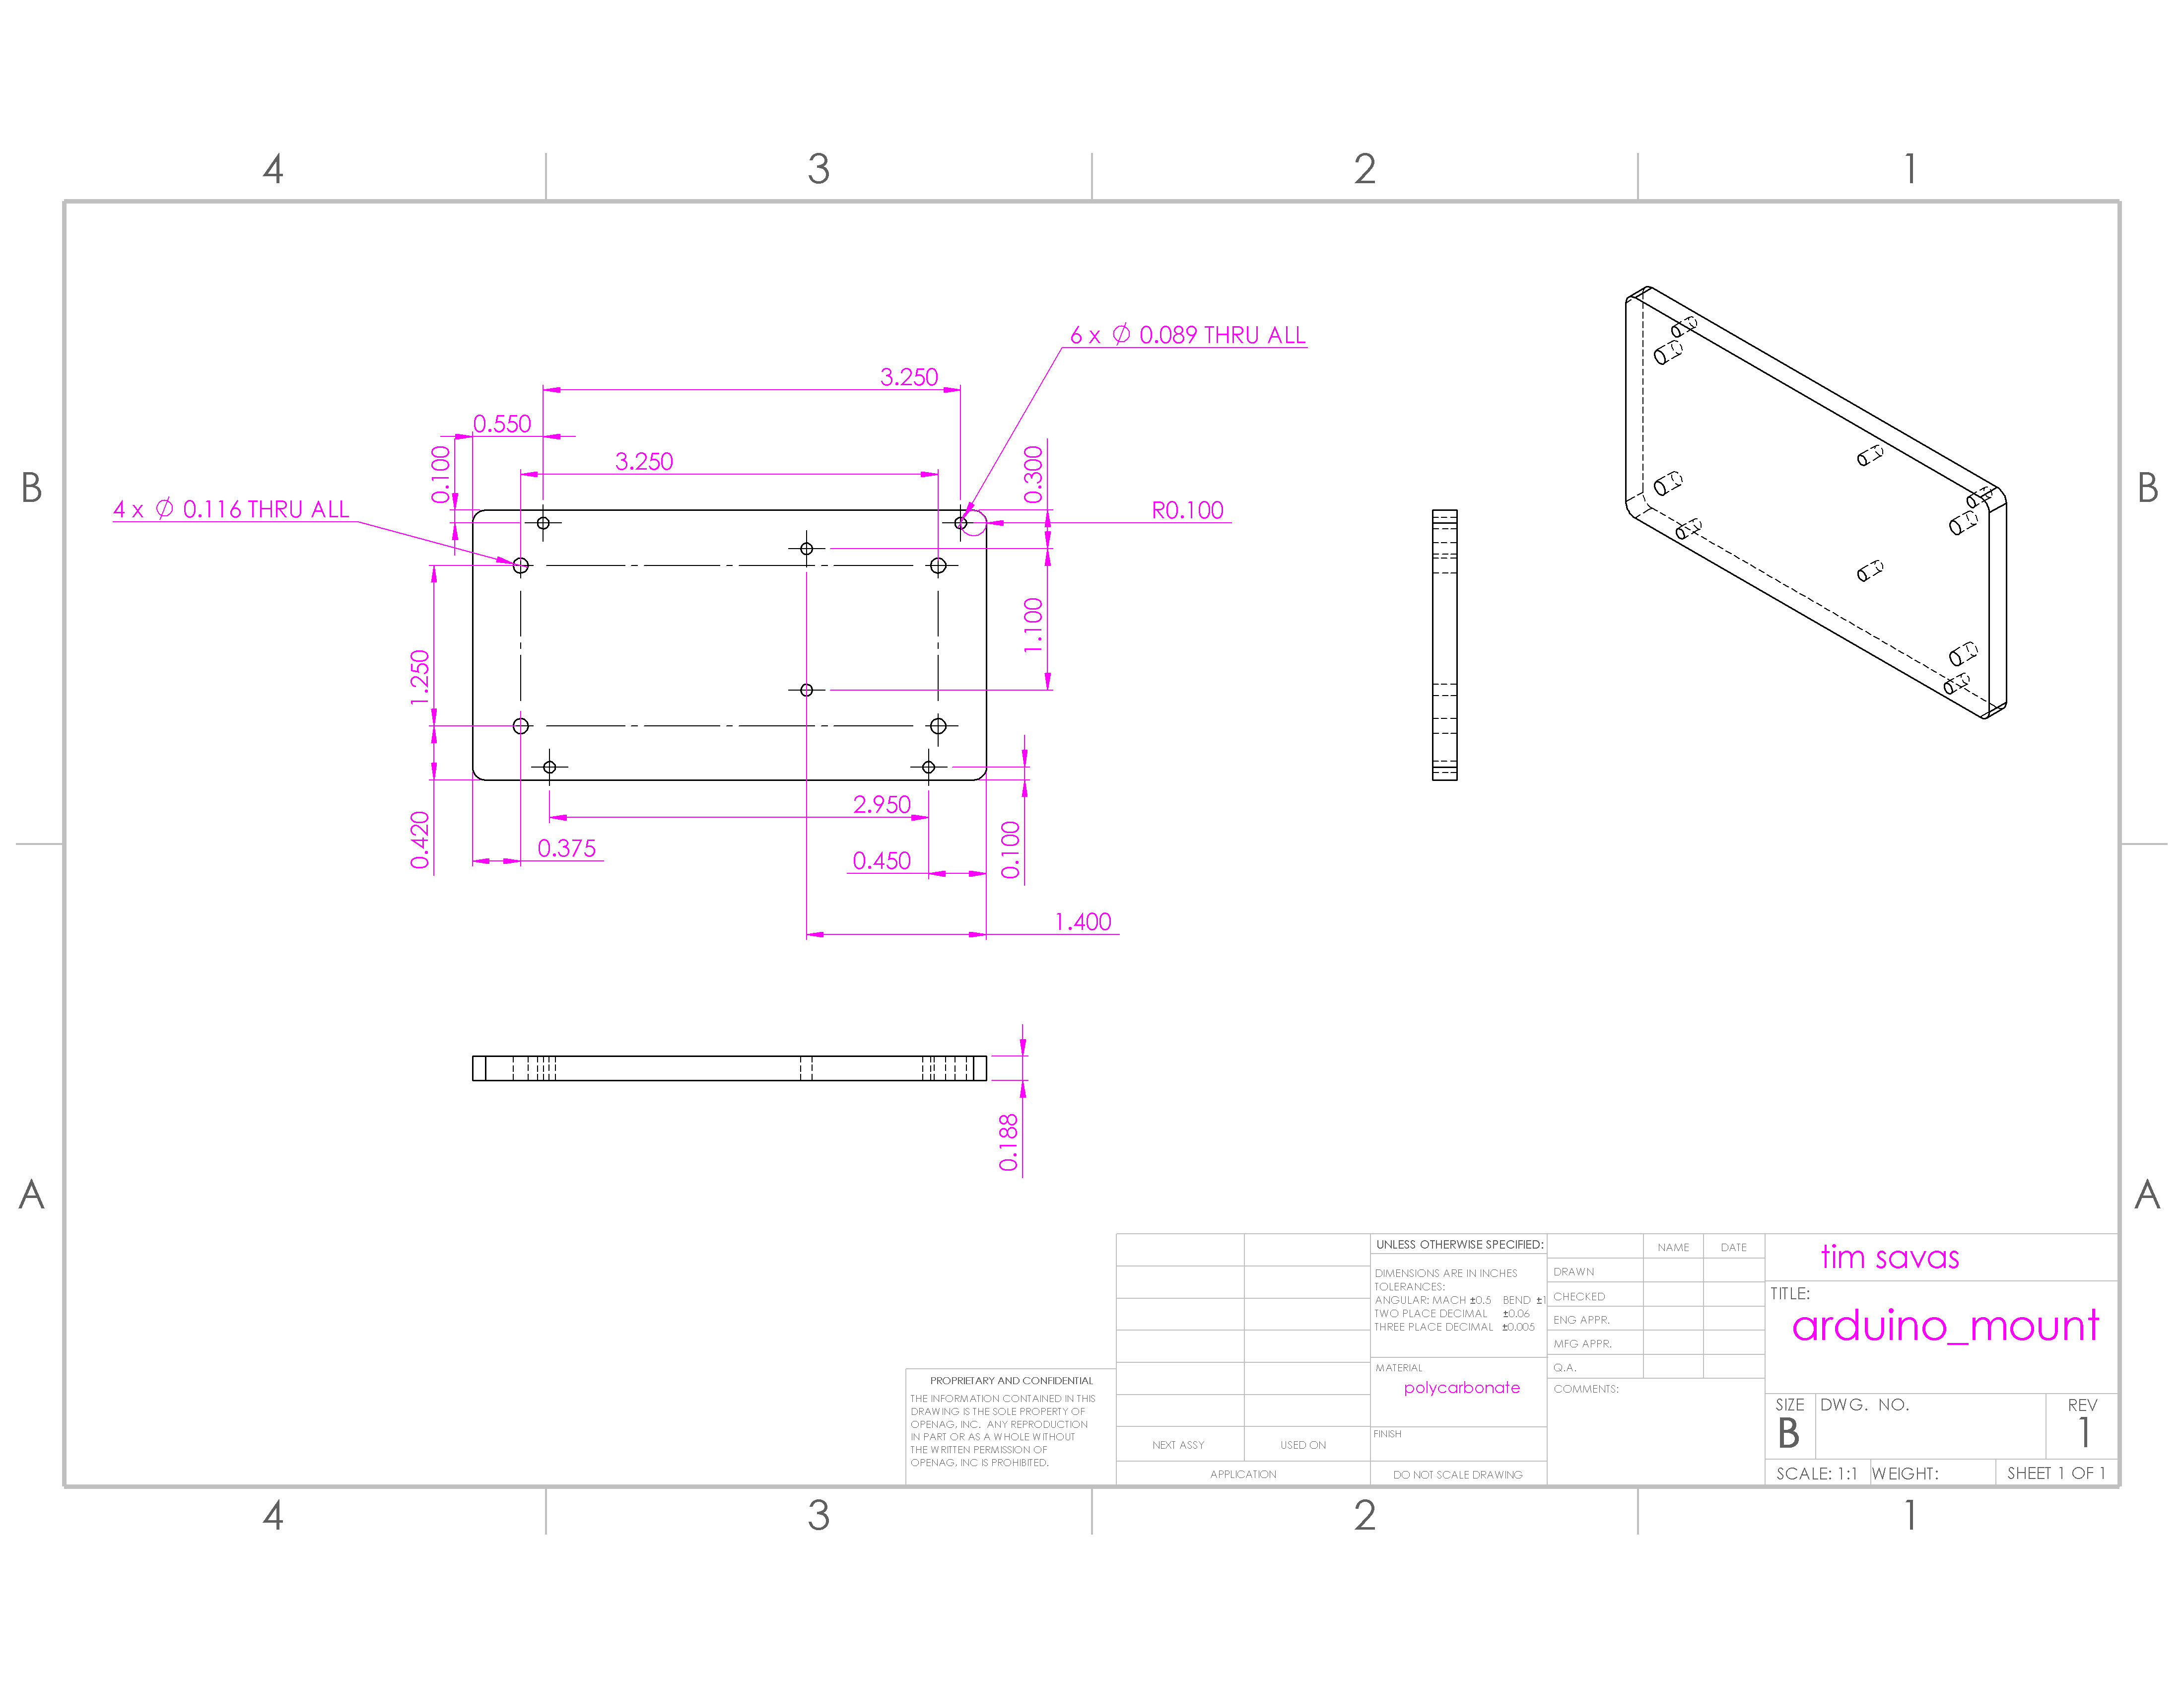 4 3 2 1
6 x ∅ 0.089 THRU ALL
3.250
0.550
3.250
0.100
0.300
B B
4 x ∅ 0.116 THRU ALL
R0.100
1.100
1.250
2.950
0.420
0.375
0.450
0.100
1.400
0.188
A A
UNLESS OTHERWISE SPECIFIED:
DIMENSIONS ARE IN INCHES
TOLERANCES:
ANGULAR: MACH ±0.5 BEND ±1
TWO PLACE DECIMAL ±0.06
THREE PLACE DECIMAL ±0.005
MATERIAL
polycarbonate
FINISH
DO NOT SCALE DRAWING
NAME DATE
DRAWN
CHECKED
ENG APPR.
MFG APPR.
Q.A.
COMMENTS:
tim savas
TITLE:
arduino_mount
SIZE DWG. NO. REV
B 1
SCALE: 1:1 WEIGHT: SHEET 1 OF 1
PROPRIETARY AND CONFIDENTIAL
THE INFORMATION CONTAINED IN THIS
DRAWING IS THE SOLE PROPERTY OF
OPENAG, INC. ANY REPRODUCTION
IN PART OR AS A WHOLE WITHOUT
THE WRITTEN PERMISSION OF
OPENAG, INC IS PROHIBITED.
NEXT ASSY USED ON
APPLICATION
4 3 2 1